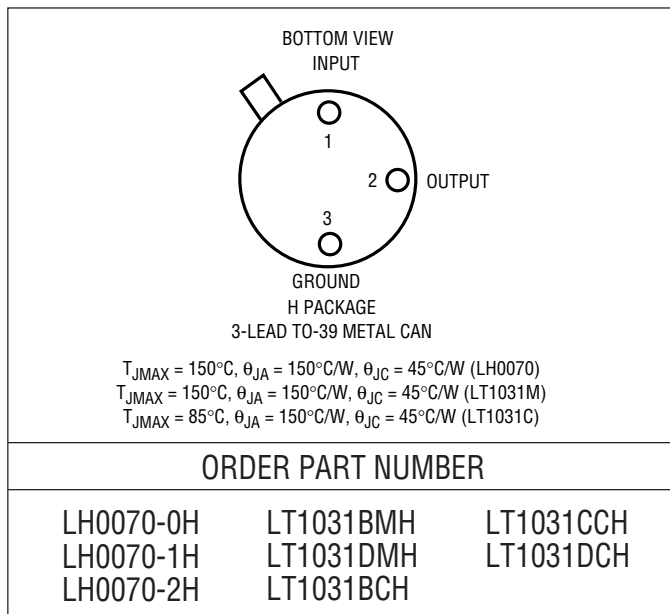 BOTTOM VIEW
INPUT
1
2 OUTPUT
3
GROUND
H PACKAGE
3-LEAD TO-39 METAL CAN
TJMAX = 150°C, θJA = 150°C/W, θJC = 45°C/W (LH0070)
TJMAX = 150°C, θJA = 150°C/W, θJC = 45°C/W (LT1031M)
TJMAX = 85°C, θJA = 150°C/W, θJC = 45°C/W (LT1031C)
ORDER PART NUMBER
LH0070-0H LT1031BMH LT1031CCH
LH0070-1H LT1031DMH LT1031DCH
LH0070-2H LT1031BCH